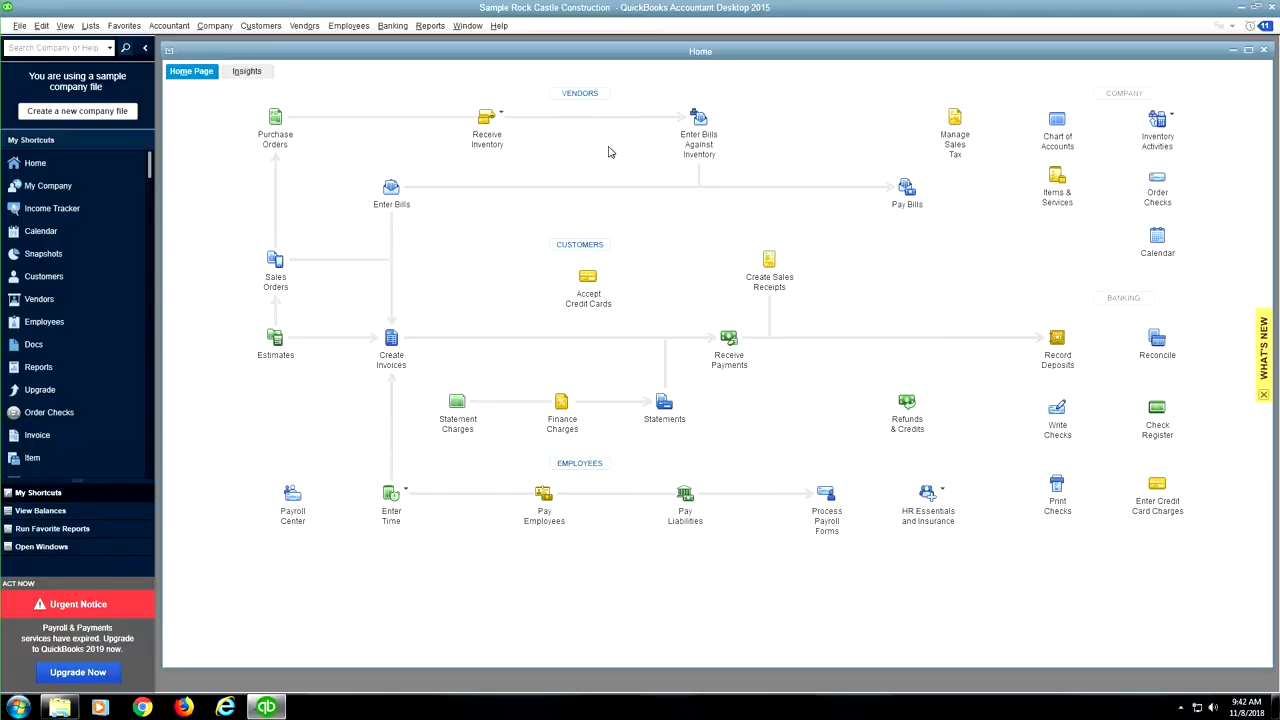 Sample Rock Castle Construction - QuickBooks Accountant Desktop 2015
File Edit View Lists Favorites Accountant Company Customers Vendors Employees Banking Reports Window Help
11
Search Company or Help
You are using a sample
company file
Create a new company file
My Shortcuts
Home
My Company
Income Tracker
Calendar
Snapshots
Customers
Vendors
Employees
Docs
Reports
Upgrade
Order Checks
Invoice
Item
My Shortcuts
View Balances
Run Favorite Reports
Open Windows
ACT NOW
Urgent Notice
Payroll & Payments
services have expired. Upgrade
to QuickBooks 2019 now.
Upgrade Now
Home
Home Page
Insights
VENDORS
Purchase
Orders
Receive
Inventory
Enter Bills
Against
Inventory
Manage
Sales
Tax
Enter Bills
Pay Bills
CUSTOMERS
Sales
Orders
Accept
Credit Cards
Create Sales
Receipts
Estimates
Create
Invoices
Receive
Payments
Statement
Charges
Finance
Charges
Statements
Refunds
& Credits
EMPLOYEES
Payroll
Center
Enter
Time
Pay
Employees
Pay
Liabilities
Process
Payroll
Forms
HR Essentials
and Insurance
COMPANY
Chart of
Accounts
Inventory
Activities
Items &
Services
Order
Checks
Calendar
BANKING
Record
Deposits
Reconcile
Write
Checks
Check
Register
Print
Checks
Enter Credit
Card Charges
WHAT'S NEW
qb
9:42 AM
11/8/2018